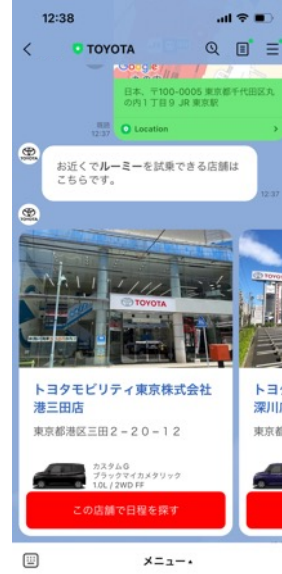 12:38
TOYOTA
Google
日本、〒100-0005 東京都千代田区丸
の内1丁目9 JR 東京駅
Location
既読
12:37
お近くでルーミーを試乗できる店舗は
こちらです。
12:37
TOYOTA
トヨタモビリティ東京株式会社
港三田店
東京都港区三田2-20-12
カスタムG
ブラックマイカメタリック
1.0L / 2WD FF
この店舗で日程を探す
トヨ
深川店
東京都
メニュー